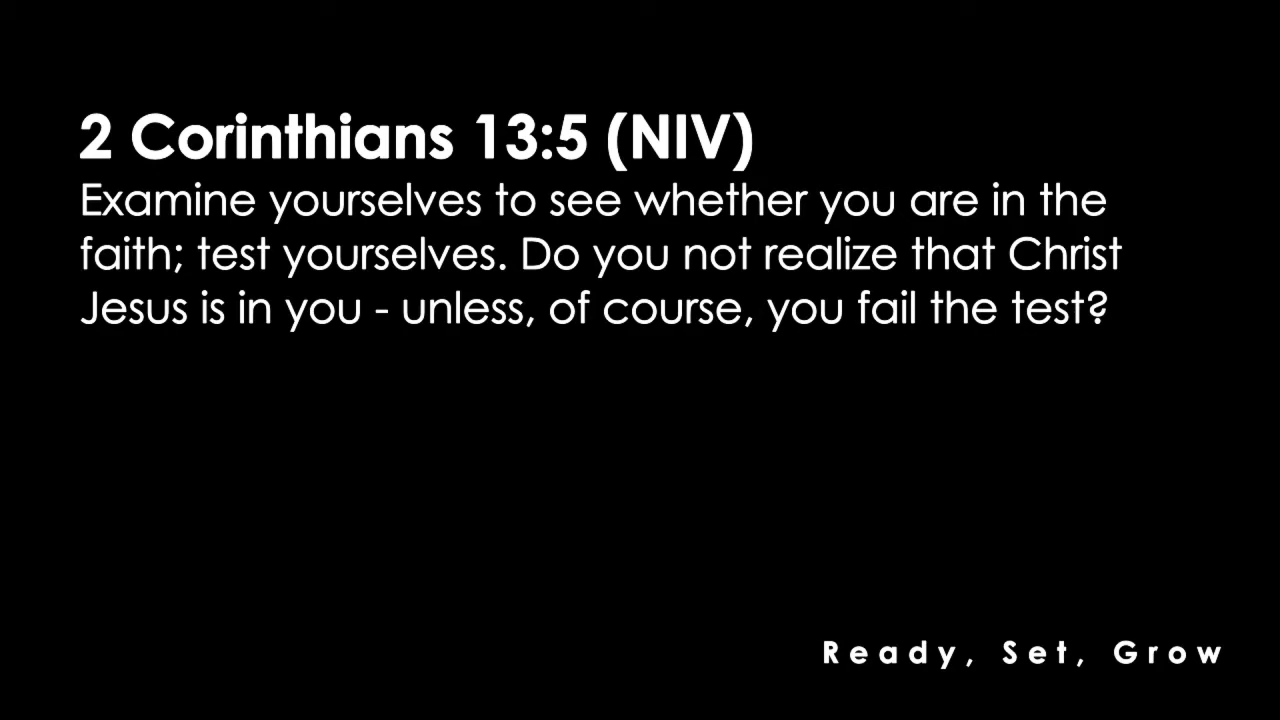 2 Corinthians 13:5 (NIV)
Examine yourselves to see whether you are in the
faith; test yourselves. Do you not realize that Christ
Jesus is in you - unless, of course, you fail the test?
Ready, Set, Grow